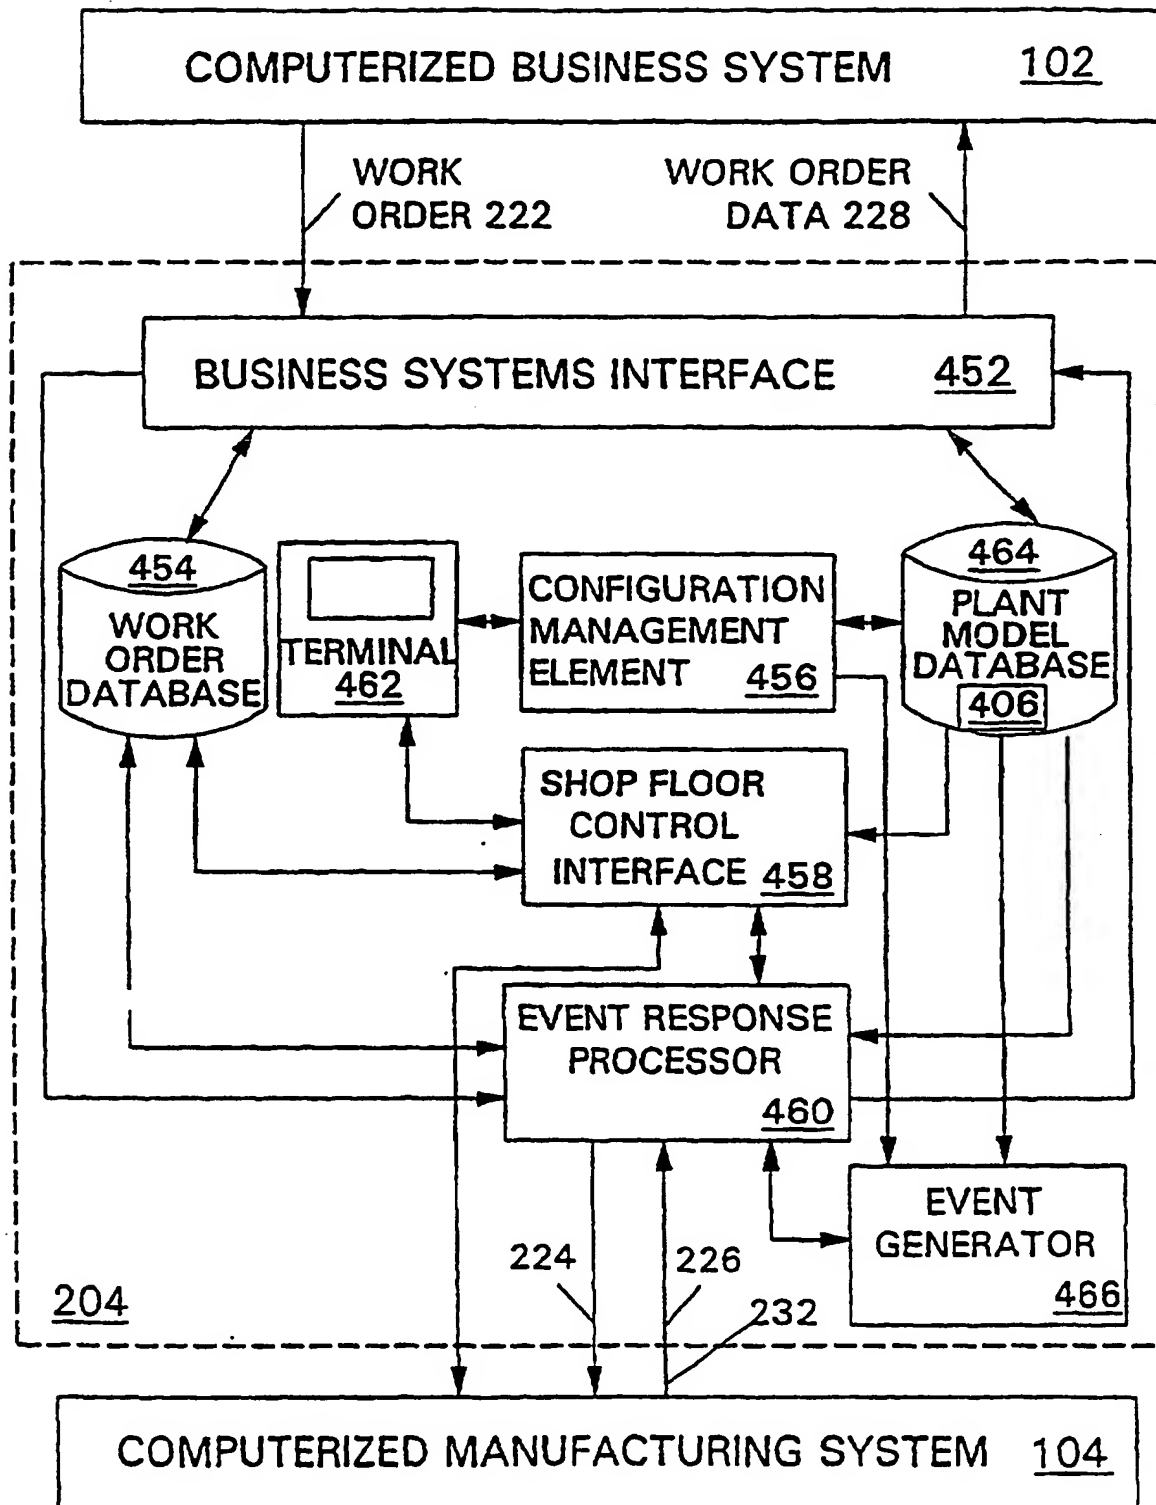 COMPUTERIZED BUSINESS SYSTEM 102
WORK
ORDER 222
WORK ORDER
DATA 228
BUSINESS SYSTEMS INTERFACE 452
454
WORK
ORDER
DATABASE
TERMINAL
462
CONFIGURATION
MANAGEMENT
ELEMENT 456
464
PLANT
MODEL
DATABASE
406
SHOP FLOOR
CONTROL
INTERFACE 458
EVENT RESPONSE
PROCESSOR
460
EVENT
GENERATOR
466
224
226
232
204
COMPUTERIZED MANUFACTURING SYSTEM 104